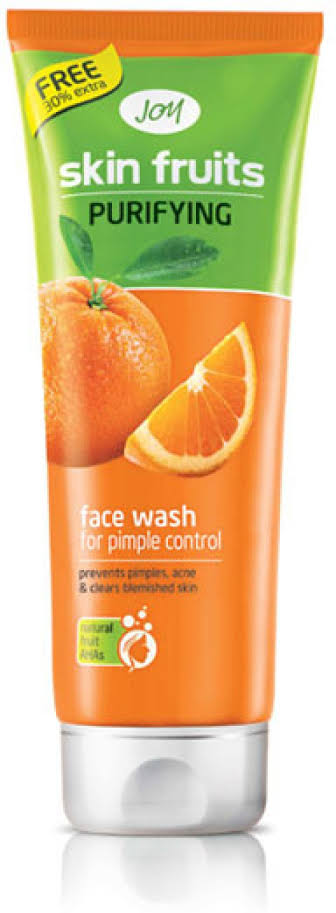 FREE
30% extra
JOY
skin fruits
PURIFYING
face wash
for pimple control
prevents pimples, acne
& clears blemished skin
natural
fruit
AHAs